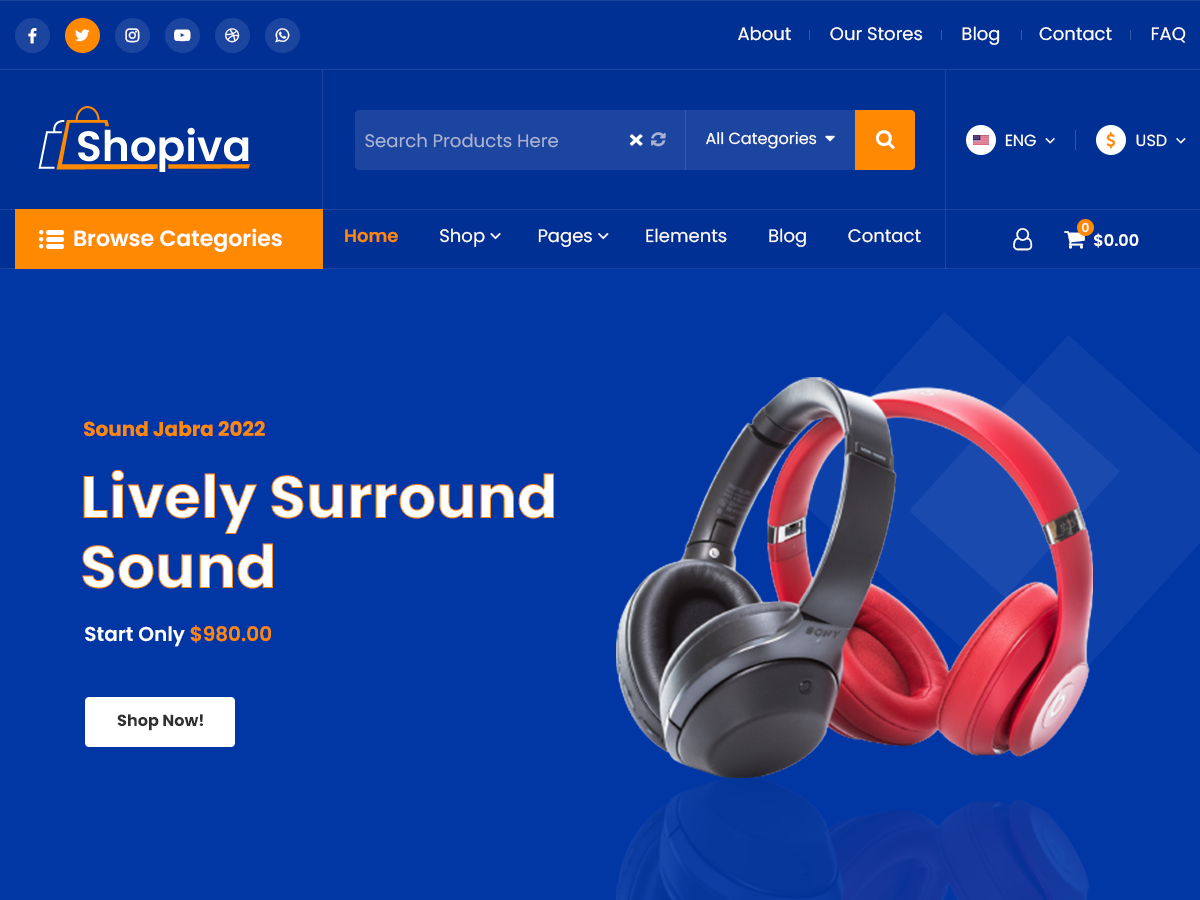 About
Our Stores
Blog
Contact
FAQ
Shopiva
Search Products Here
All Categories
ENG
$
USD
Browse Categories
Home
Shop
Pages
Elements
Blog
Contact
0
$0.00
Sound Jabra 2022
Lively Surround
Sound
Start Only $980.00
Shop Now!
SONY